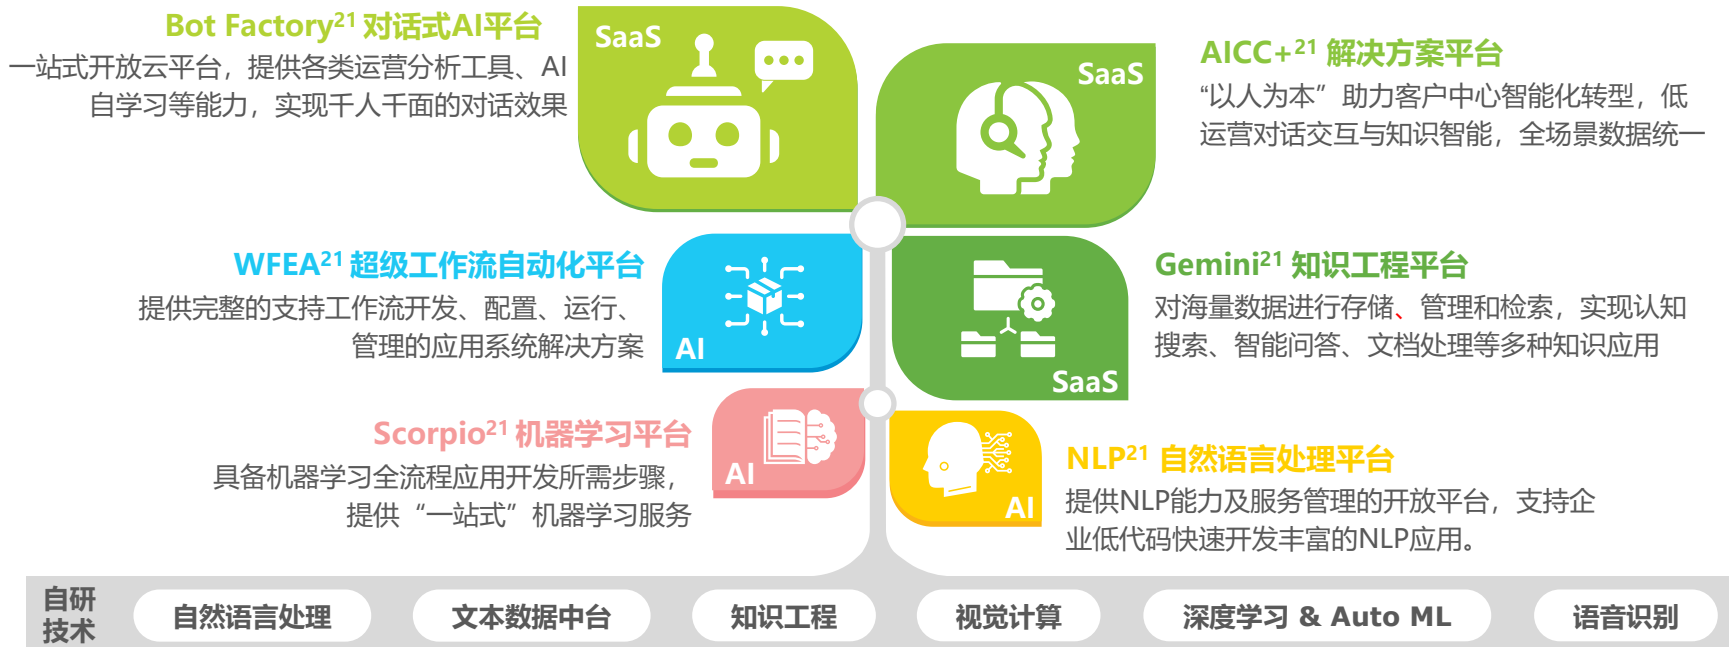 Bot Factory21 对话式AI平台
一站式开放云平台，提供各类运营分析工具、AI
自学习等能力，实现千人千面的对话效果
SaaS
SaaS
AICC+21 解决方案平台
“以人为本”助力客户中心智能化转型，低
运营对话交互与知识智能，全场景数据统一
WFEA21 超级工作流自动化平台
提供完整的支持工作流开发、配置、运行、
管理的应用系统解决方案
AI
SaaS
Gemini21 知识工程平台
对海量数据进行存储、管理和检索，实现认知
搜索、智能问答、文档处理等多种知识应用
Scorpio21 机器学习平台
具备机器学习全流程应用开发所需步骤，
提供“一站式”机器学习服务
AI
AI
NLP21 自然语言处理平台
提供NLP能力及服务管理的开放平台，支持企
业低代码快速开发丰富的NLP应用。
自研
技术
自然语言处理
文本数据中台
知识工程
视觉计算
深度学习 & Auto ML
语音识别